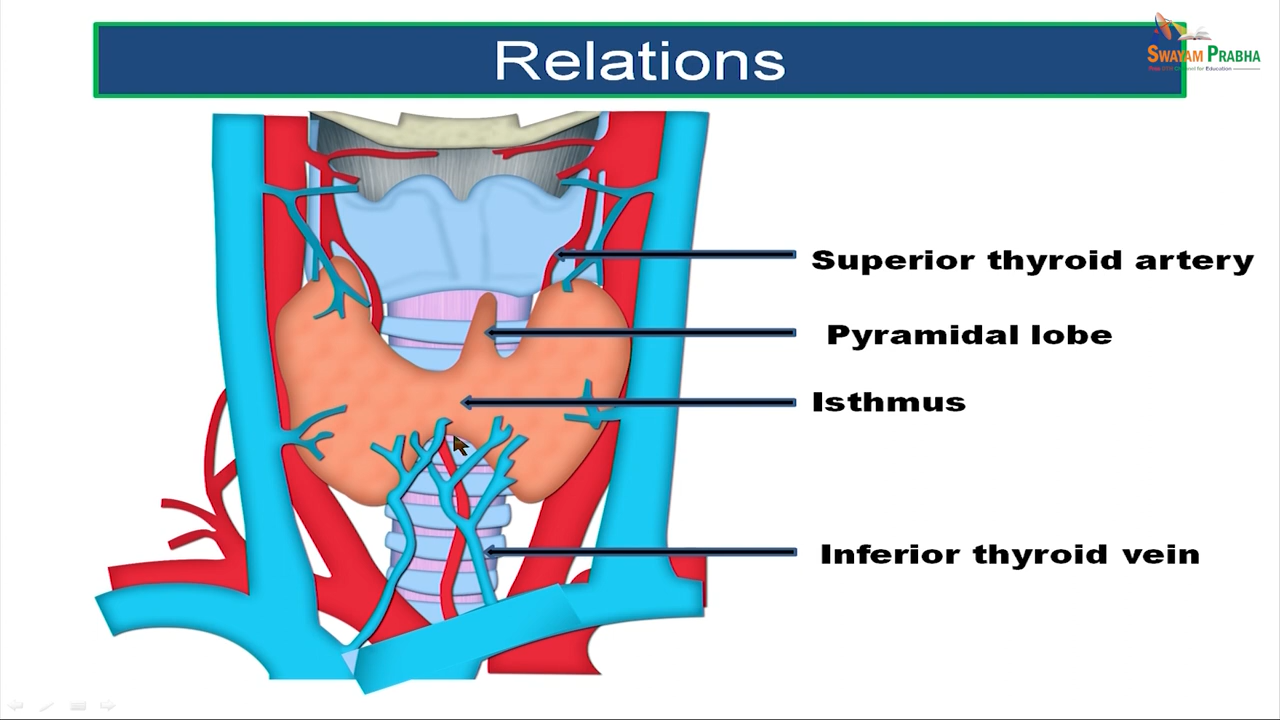 Relations
SWAYAM PRABHA
Superior thyroid artery
Pyramidal lobe
Isthmus
Inferior thyroid vein